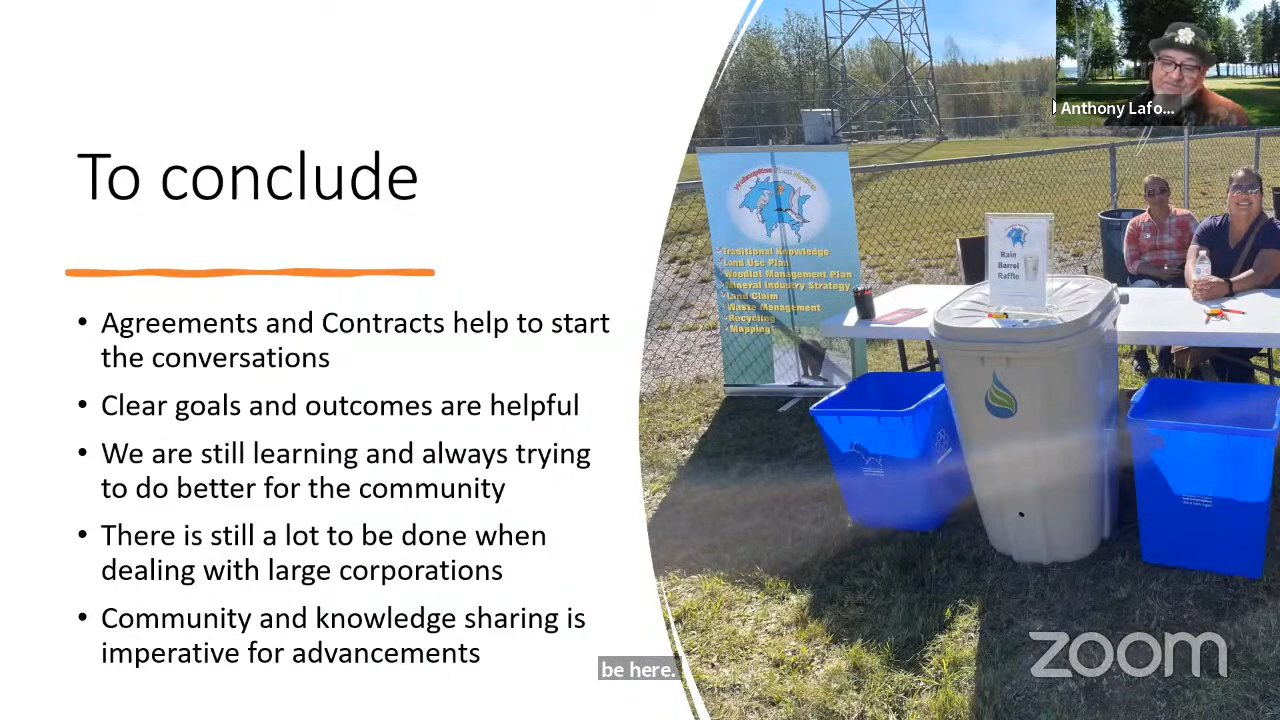 To conclude
• Agreements and Contracts help to start
the conversations
• Clear goals and outcomes are helpful
• We are still learning and always trying
to do better for the community
• There is still a lot to be done when
dealing with large corporations
• Community and knowledge sharing is
imperative for advancements
be here.
Anthony Lafo...
Traditional Knowledge
Land Use Plan
Woodlot Management Plan
Mineral Industry Strategy
Land Claim
Waste Management
Recycling
Mapping
Rain
Barrel
Raffle
zoom